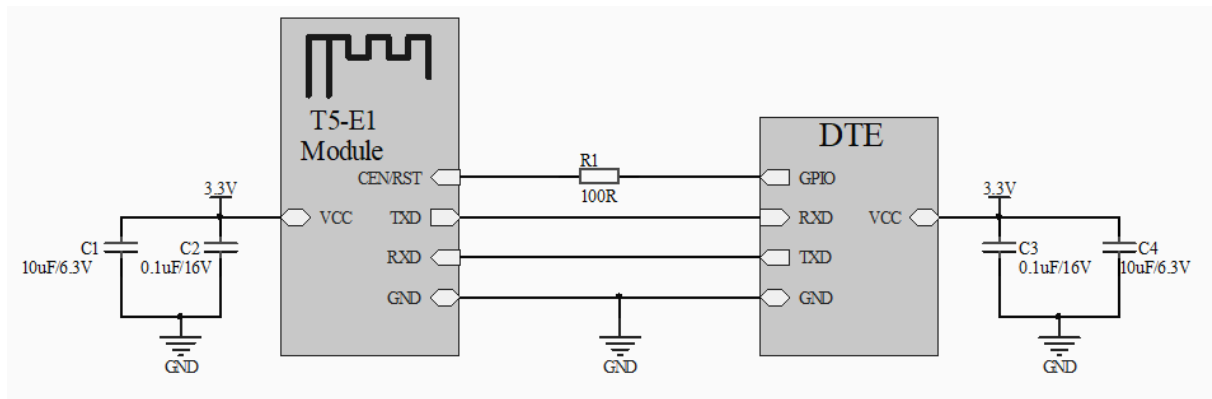 T5-E1
Module
CEN/RST
TXD
RXD
GND
VCC
3.3V
C1
10uF/6.3V
C2
0.1uF/16V
GND
R1
100R
GND
DTE
GPIO
RXD
TXD
GND
VCC
3.3V
C3
0.1uF/16V
C4
10uF/6.3V
GND